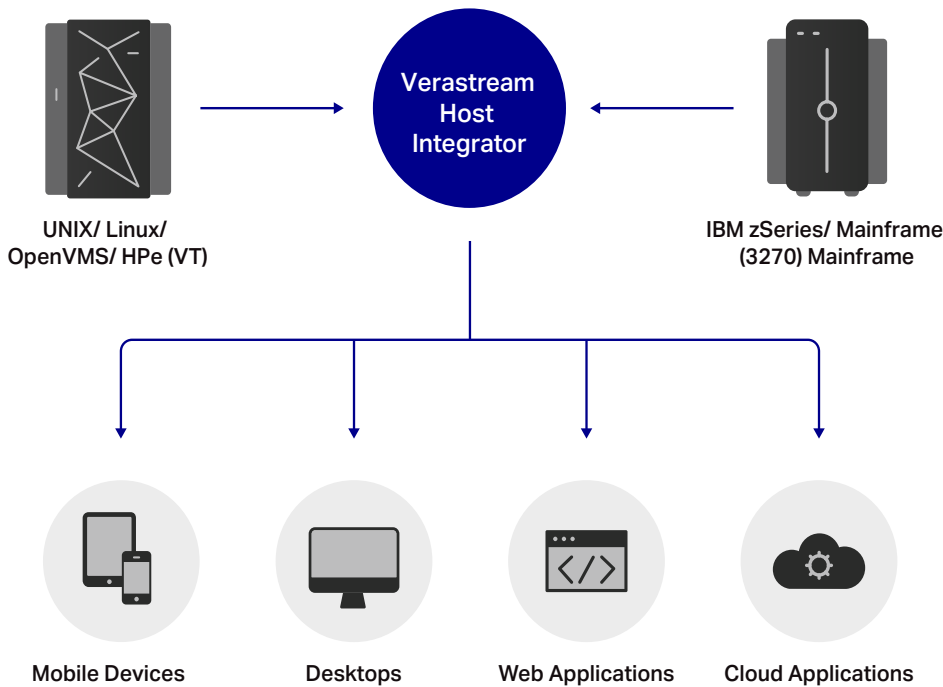 Verastream
Host
Integrator
UNIX/ Linux/
OpenVMS/ HPe (VT)
IBM zSeries/ Mainframe
(3270) Mainframe
</>
Mobile Devices
Desktops
Web Applications
Cloud Applications